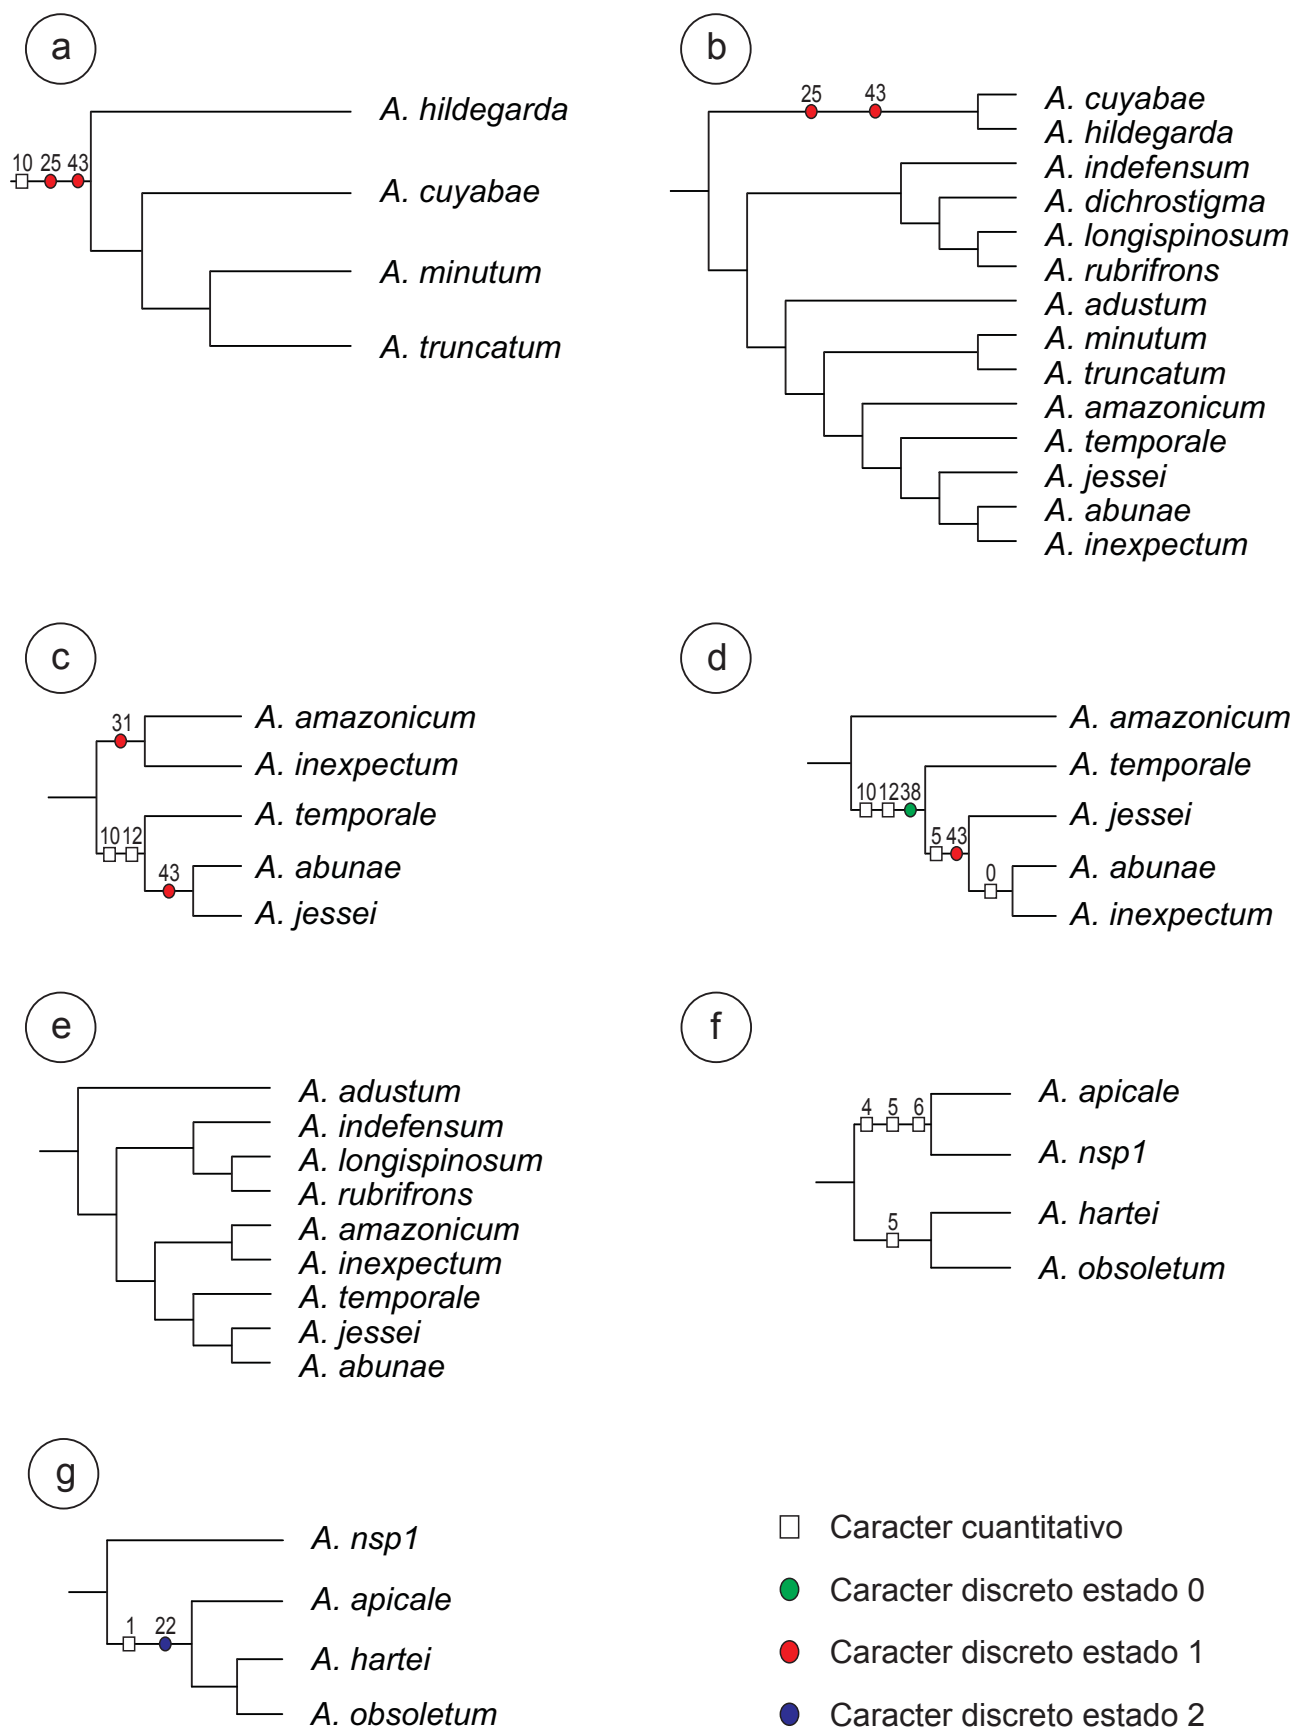 a
10 25 43
A. hildegarda
A. cuyabae
A. minutum
A. truncatum
b
25 43
A. cuyabae
A. hildegarda
A. indefensum
A. dichrostigma
A. longispinosum
A. rubrifrons
A. adustum
A. minutum
A. truncatum
A. amazonicum
A. temporale
A. jessei
A. abunae
A. inexpectum
c
31
A. amazonicum
A. inexpectum
A. temporale
10 12
A. abunae
43
A. jessei
d
A. amazonicum
A. temporale
10 12 38
A. jessei
5 43
A. abunae
0
A. inexpectum
e
A. adustum
A. indefensum
A. longispinosum
A. rubrifrons
A. amazonicum
A. inexpectum
A. temporale
A. jessei
A. abunae
f
4 5 6
A. apicale
A. nsp1
A. hartei
5
A. obsoletum
g
A. nsp1
A. apicale
1 22
A. hartei
A. obsoletum
Caracter cuantitativo
Caracter discreto estado 0
Caracter discreto estado 1
Caracter discreto estado 2